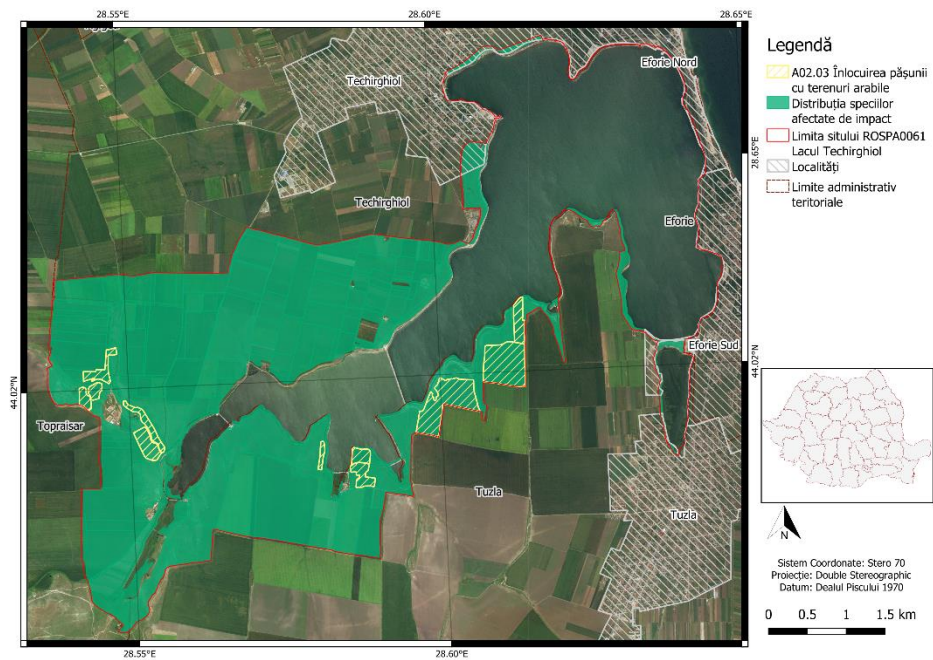 28.55°E
28.60°E
28.65°E
Techirghiol
Eforie Nord
28.65°E
Techirghiol
Eforie
Eforie Sud
44.02°N
44.02°N
Topraisar
Tuzla
Tuzla
28.55°E
28.60°E
Legendă
A02.03 Înlocuirea pășunii
cu terenuri arabile
Distribuția speciilor
afectate de impact
Limita sitului ROSPA0061
Lacul Techirghiol
Localități
Limite administrativ
teritoriale
N
Sistem Coordonate: Stero 70
Proiecție: Double Stereographic
Datum: Dealul Piscului 1970
0 0.5 1 1.5 km